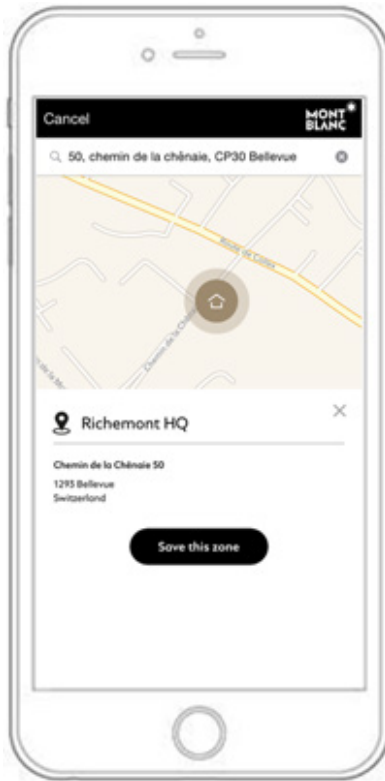 Cancel
MONT
BLANC
50, chemin de la chênaie, CP30 Bellevue
Route de Collex
Chemin de la Chênaie
Richemont HQ
Chemin de la Chênaie 50
1293 Bellevue
Switzerland
Save this zone